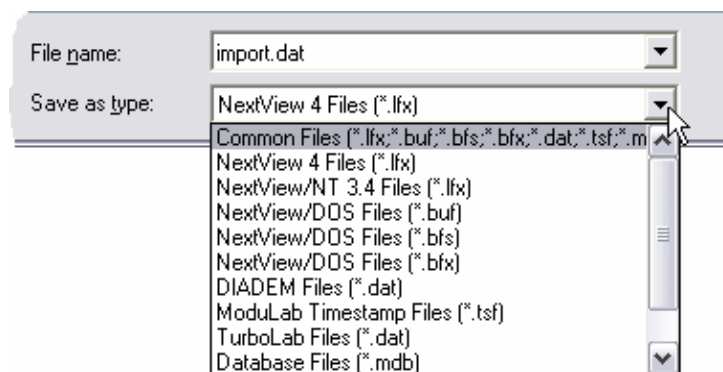 File name:
import.dat
Save as type:
NextView 4 Files (*.lfx)
Common Files (*.lfx;*.buf;*.bfs;*.bfx;*.dat;*.tsf;*.m
NextView 4 Files (*.lfx)
NextView/NT 3.4 Files (*.lfx)
NextView/DOS Files (*.buf)
NextView/DOS Files (*.bfs)
NextView/DOS Files (*.bfx)
DIADEM Files (*.dat)
ModuLab Timestamp Files (*.tsf)
TurboLab Files (*.dat)
Database Files (*.mdb)